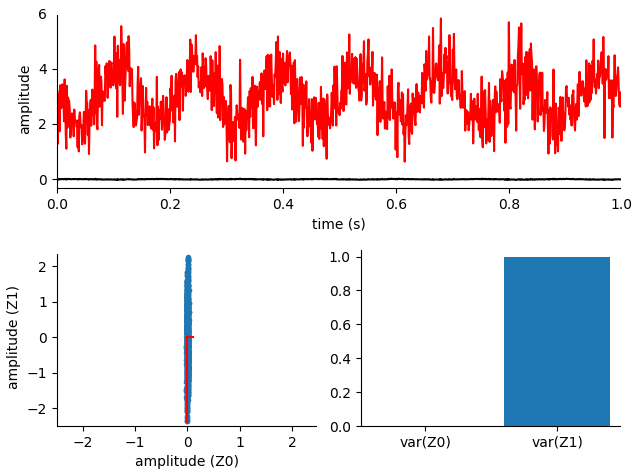 6
4
2
0
amplitude
0.0 0.2 0.4 0.6 0.8 1.0
time (s)
2
1
0
−1
−2
amplitude (Z1)
−2 −1 0 1 2
amplitude (Z0)
1.0
0.8
0.6
0.4
0.2
0.0
var(Z0) var(Z1)